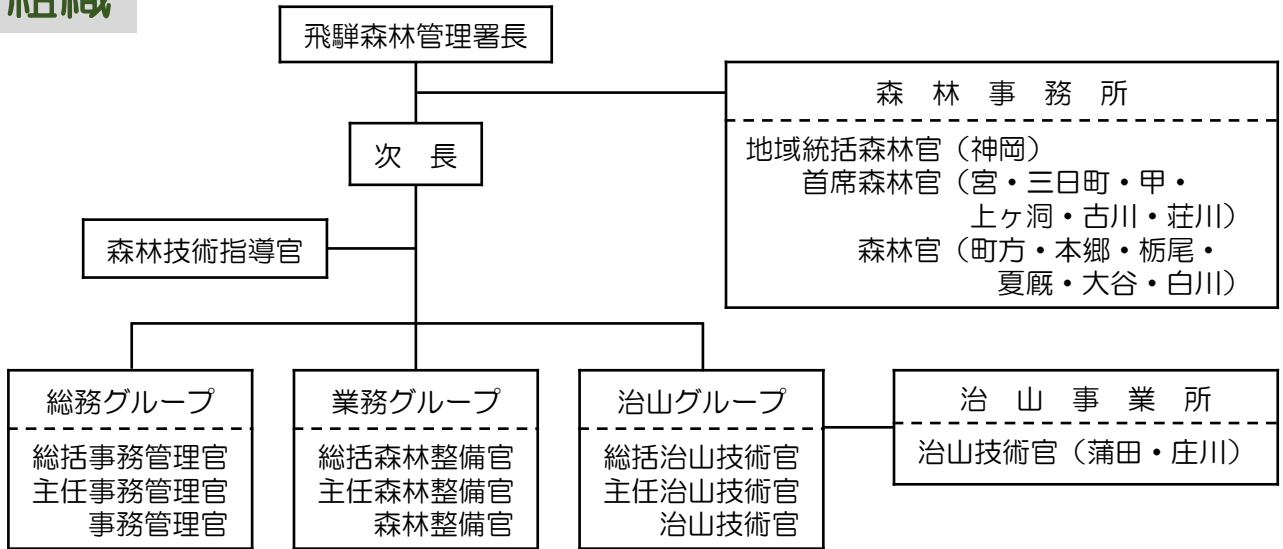 組織
飛騨森林管理署長
森　林　事　務　所
地域統括森林官（神岡）
首席森林官（宮・三日町・甲・
上ヶ洞・古川・荘川）
森林官（町方・本郷・栃尾・
夏厩・大谷・白川）
次　長
森林技術指導官
総務グループ
総括事務管理官
主任事務管理官
事務管理官
業務グループ
総括森林整備官
主任森林整備官
森林整備官
治山グループ
総括治山技術官
主任治山技術官
治山技術官
治　山　事　業　所
治山技術官（蒲田・庄川）